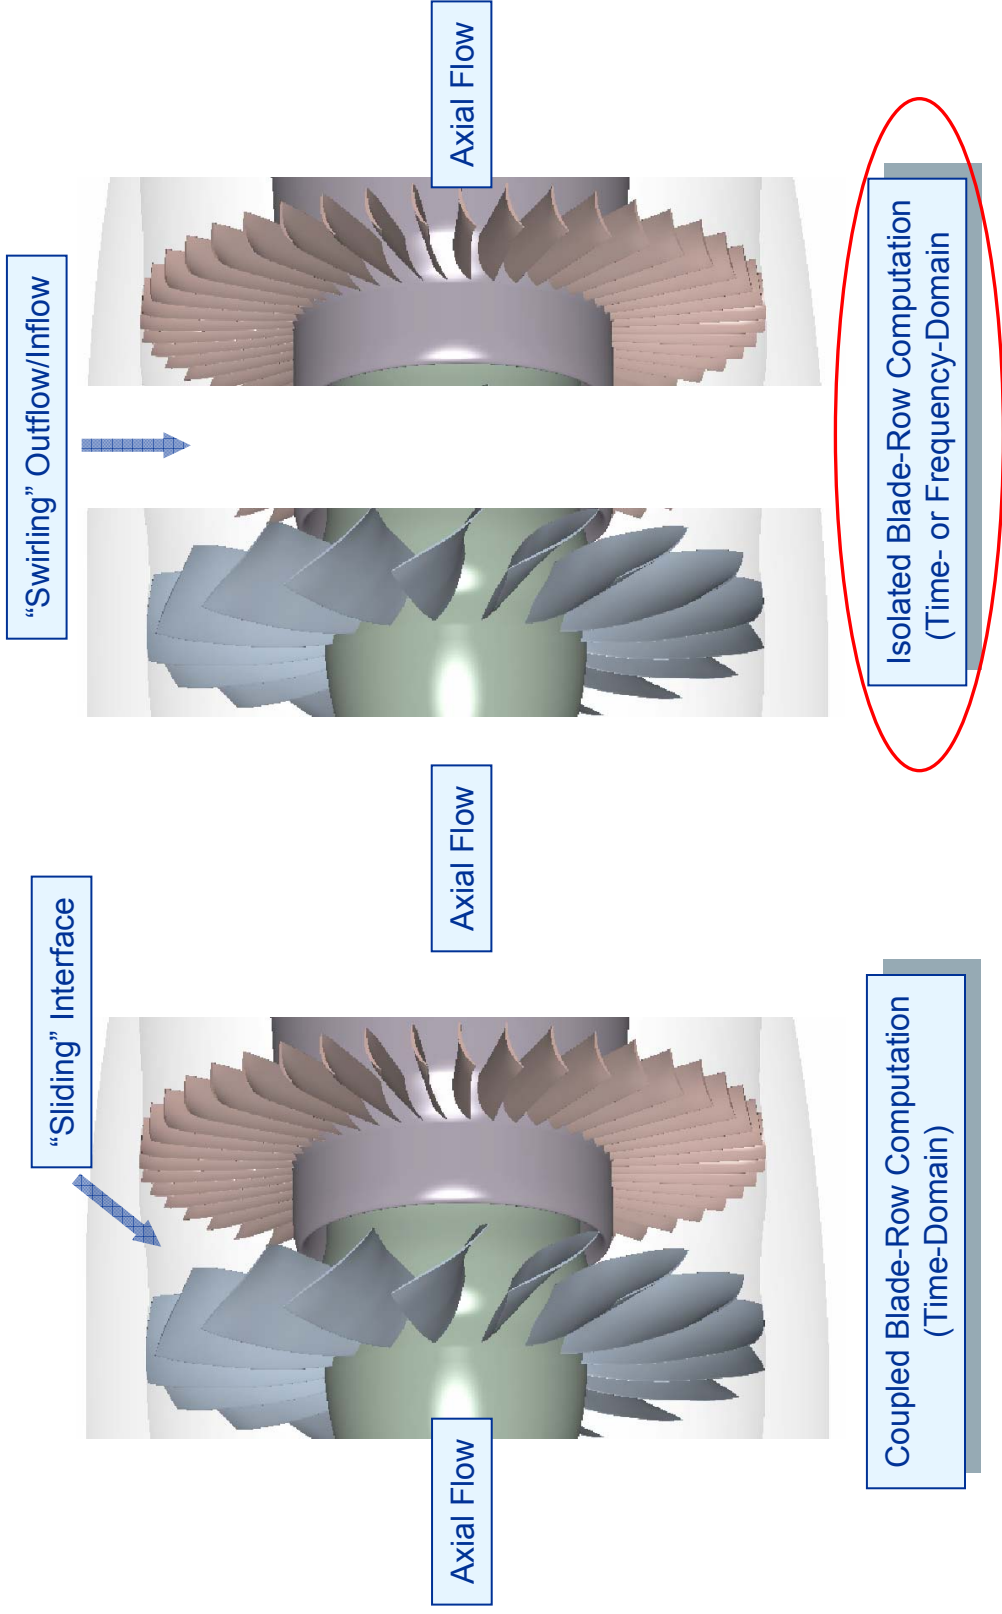 “Sliding” Interface
“Swirling” Outflow/Inflow
Axial Flow
Axial Flow
Axial Flow
Coupled Blade-Row Computation
(Time-Domain)
Isolated Blade-Row Computation
(Time- or Frequency-Domain